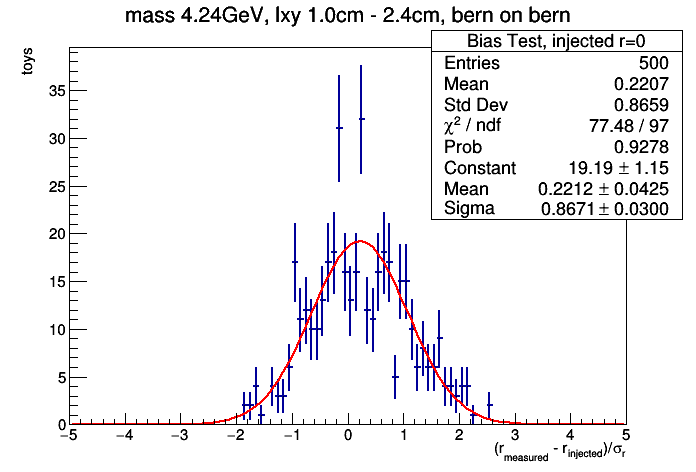 mass 4.24GeV, lxy 1.0cm - 2.4cm, bern on bern
toys
Bias Test, injected r=0
Entries 500
Mean 0.2207
Std Dev 0.8659
χ² / ndf 77.48 / 97
Prob 0.9278
Constant 19.19 ± 1.15
Mean 0.2212 ± 0.0425
Sigma 0.8671 ± 0.0300
35
30
25
20
15
10
5
0
−5 −4 −3 −2 −1 0 1 2 3 4 5
(r_measured - r_injected)/σ_r